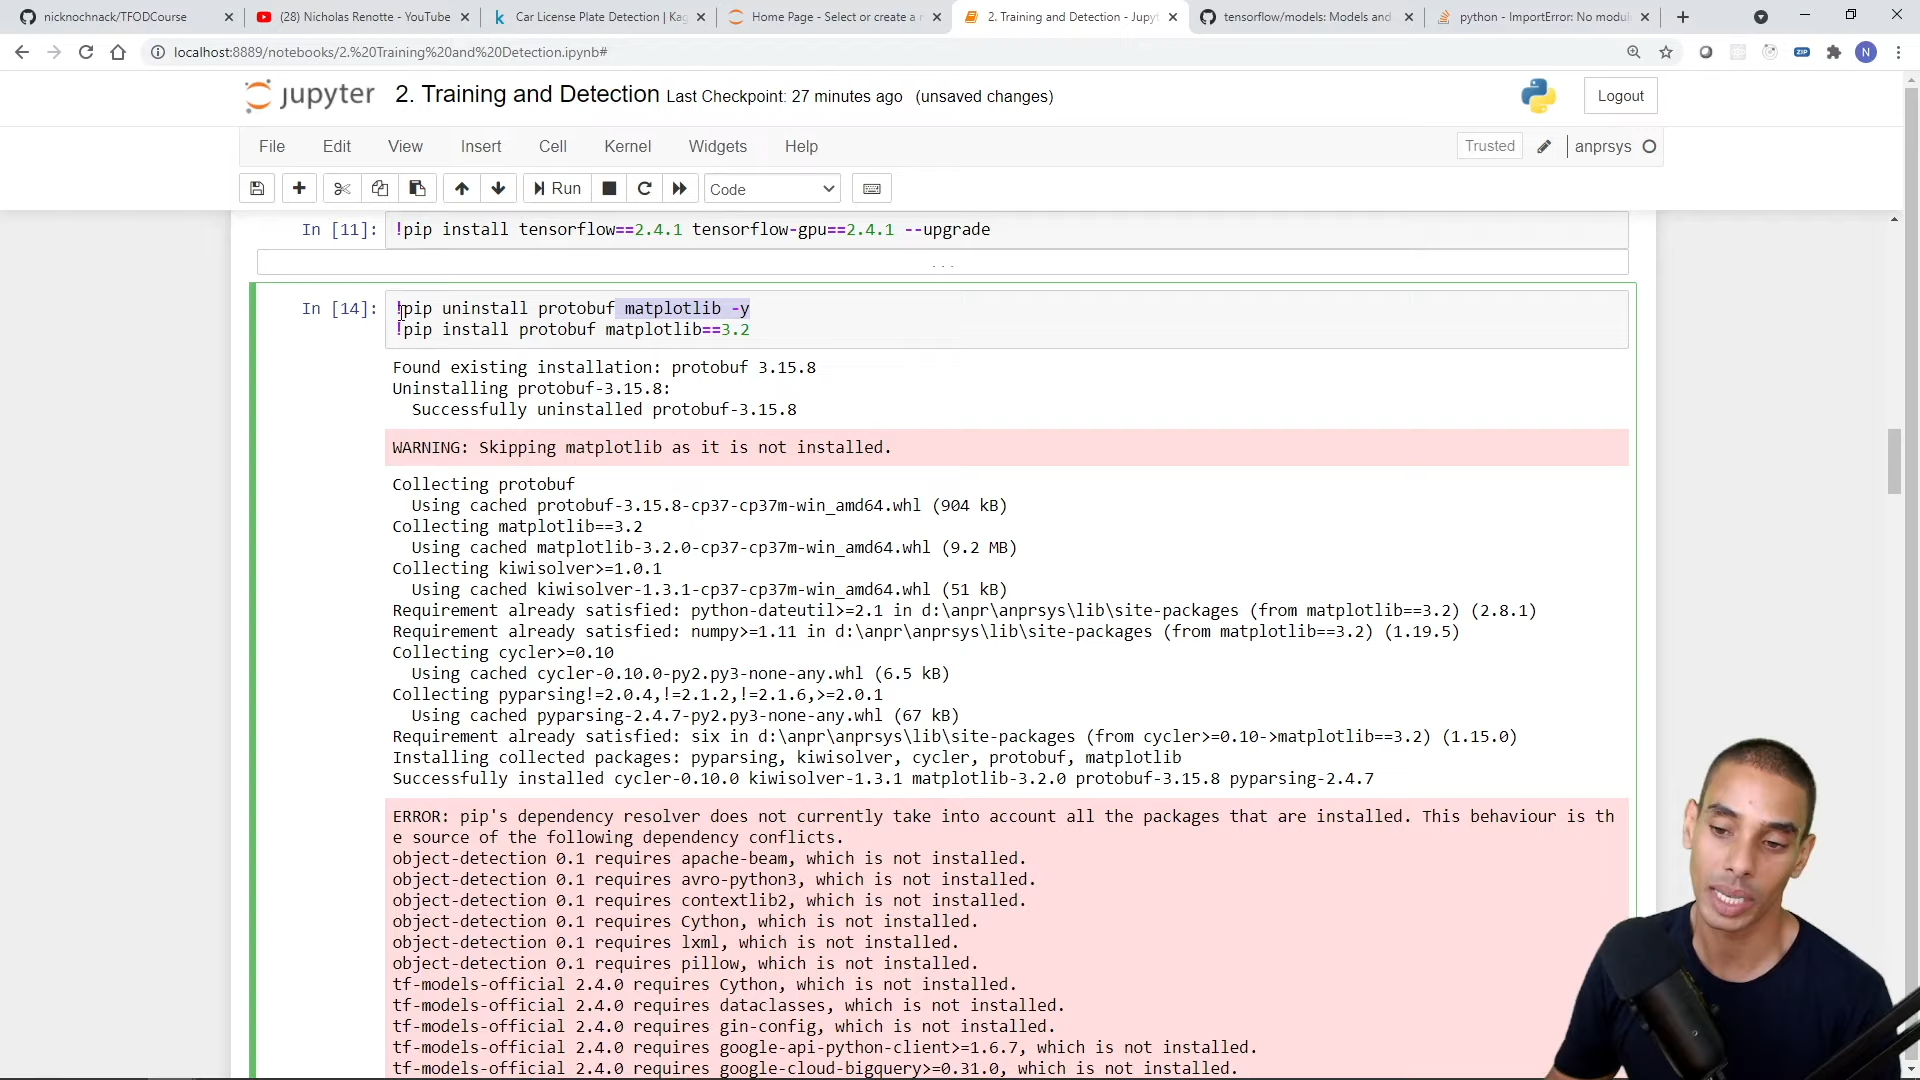 nicknochnack/TFODCourse
(28) Nicholas Renotte - YouTube
Car License Plate Detection | Kag
Home Page - Select or create a n
2. Training and Detection - Jupyt
tensorflow/models: Models and
python - ImportError: No modul
localhost:8889/notebooks/2.%20Training%20and%20Detection.ipynb#
ZIP
N
jupyter
2. Training and Detection Last Checkpoint: 27 minutes ago (unsaved changes)
Logout
File Edit View Insert Cell Kernel Widgets Help
Trusted
anprsys
Run
Code
In [11]: !pip install tensorflow==2.4.1 tensorflow-gpu==2.4.1 --upgrade
...
In [14]: !pip uninstall protobuf matplotlib -y
!pip install protobuf matplotlib==3.2
Found existing installation: protobuf 3.15.8
Uninstalling protobuf-3.15.8:
Successfully uninstalled protobuf-3.15.8
WARNING: Skipping matplotlib as it is not installed.
Collecting protobuf
Using cached protobuf-3.15.8-cp37-cp37m-win_amd64.whl (904 kB)
Collecting matplotlib==3.2
Using cached matplotlib-3.2.0-cp37-cp37m-win_amd64.whl (9.2 MB)
Collecting kiwisolver>=1.0.1
Using cached kiwisolver-1.3.1-cp37-cp37m-win_amd64.whl (51 kB)
Requirement already satisfied: python-dateutil>=2.1 in d:\anpr\anprsys\lib\site-packages (from matplotlib==3.2) (2.8.1)
Requirement already satisfied: numpy>=1.11 in d:\anpr\anprsys\lib\site-packages (from matplotlib==3.2) (1.19.5)
Collecting cycler>=0.10
Using cached cycler-0.10.0-py2.py3-none-any.whl (6.5 kB)
Collecting pyparsing!=2.0.4,!=2.1.2,!=2.1.6,>=2.0.1
Using cached pyparsing-2.4.7-py2.py3-none-any.whl (67 kB)
Requirement already satisfied: six in d:\anpr\anprsys\lib\site-packages (from cycler>=0.10->matplotlib==3.2) (1.15.0)
Installing collected packages: pyparsing, kiwisolver, cycler, protobuf, matplotlib
Successfully installed cycler-0.10.0 kiwisolver-1.3.1 matplotlib-3.2.0 protobuf-3.15.8 pyparsing-2.4.7
ERROR: pip's dependency resolver does not currently take into account all the packages that are installed. This behaviour is th
e source of the following dependency conflicts.
object-detection 0.1 requires apache-beam, which is not installed.
object-detection 0.1 requires avro-python3, which is not installed.
object-detection 0.1 requires contextlib2, which is not installed.
object-detection 0.1 requires Cython, which is not installed.
object-detection 0.1 requires lxml, which is not installed.
object-detection 0.1 requires pillow, which is not installed.
tf-models-official 2.4.0 requires Cython, which is not installed.
tf-models-official 2.4.0 requires dataclasses, which is not installed.
tf-models-official 2.4.0 requires gin-config, which is not installed.
tf-models-official 2.4.0 requires google-api-python-client>=1.6.7, which is not installed.
tf-models-official 2.4.0 requires google-cloud-bigquery>=0.31.0, which is not installed.